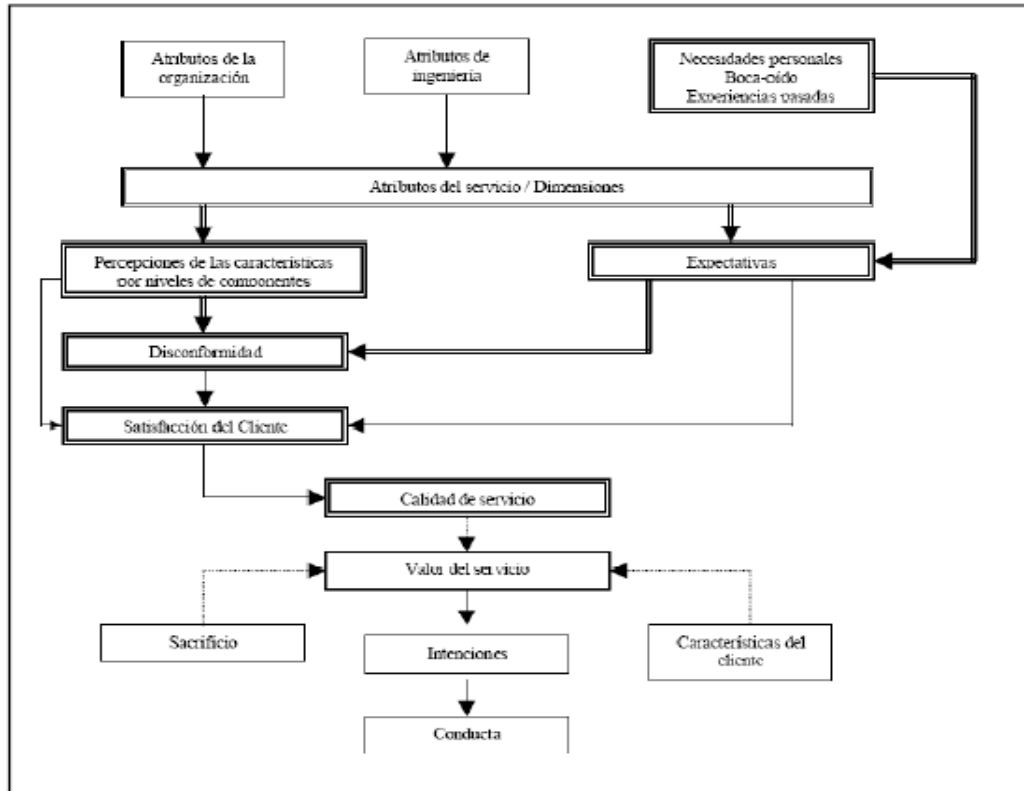 Atributos de la
organización
Atributos de
ingenieria
Necesidades personales
Boca-oído
Experiencias pasadas
Atributos del servicio / Dimensiones
Percepciones de las características
por niveles de componentes
Expectativas
Disconformidad
Satisfacción del Cliente
Calidad de servicio
Valor del servicio
Sacrificio
Intenciones
Características del
cliente
Conducta